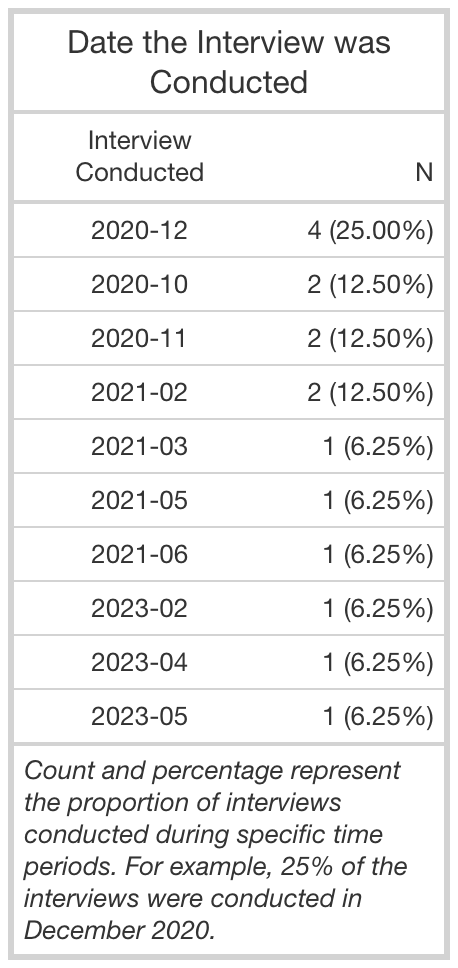 Date the Interview was
Conducted
Interview
Conducted N
2020-12 4 (25.00%)
2020-10 2 (12.50%)
2020-11 2 (12.50%)
2021-02 2 (12.50%)
2021-03 1 (6.25%)
2021-05 1 (6.25%)
2021-06 1 (6.25%)
2023-02 1 (6.25%)
2023-04 1 (6.25%)
2023-05 1 (6.25%)
Count and percentage represent
the proportion of interviews
conducted during specific time
periods. For example, 25% of the
interviews were conducted in
December 2020.